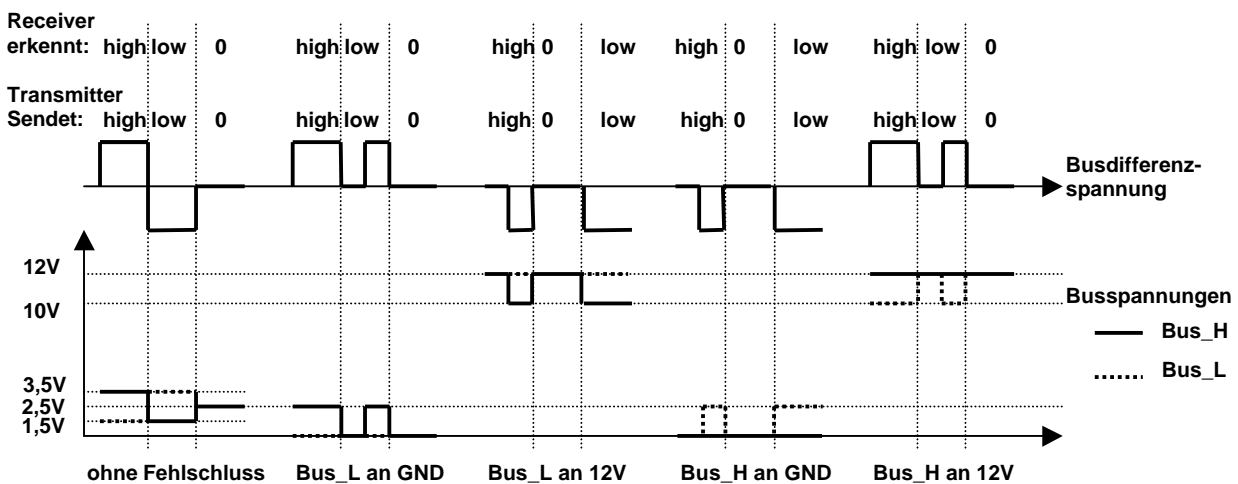 Receiver
erkennt: high low 0 high low 0 high 0 low high 0 low high low 0
Transmitter
Sendet: high low 0 high low 0 high 0 low high 0 low high low 0
Busdifferenz-
spannung
12V
10V
Busspannungen
Bus_H
Bus_L
3,5V
2,5V
1,5V
ohne Fehlschluss Bus_L an GND Bus_L an 12V Bus_H an GND Bus_H an 12V